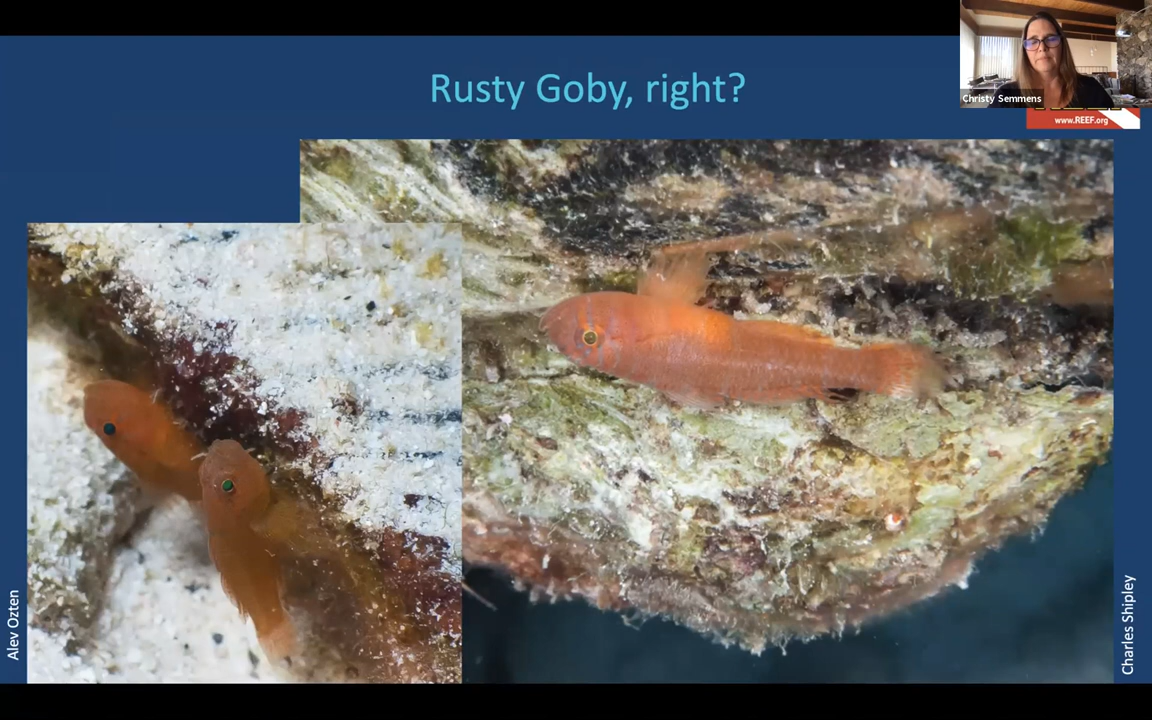 Rusty Goby, right?
Christy Semmens
www.REEF.org
Alev Ozten
Charles Shipley